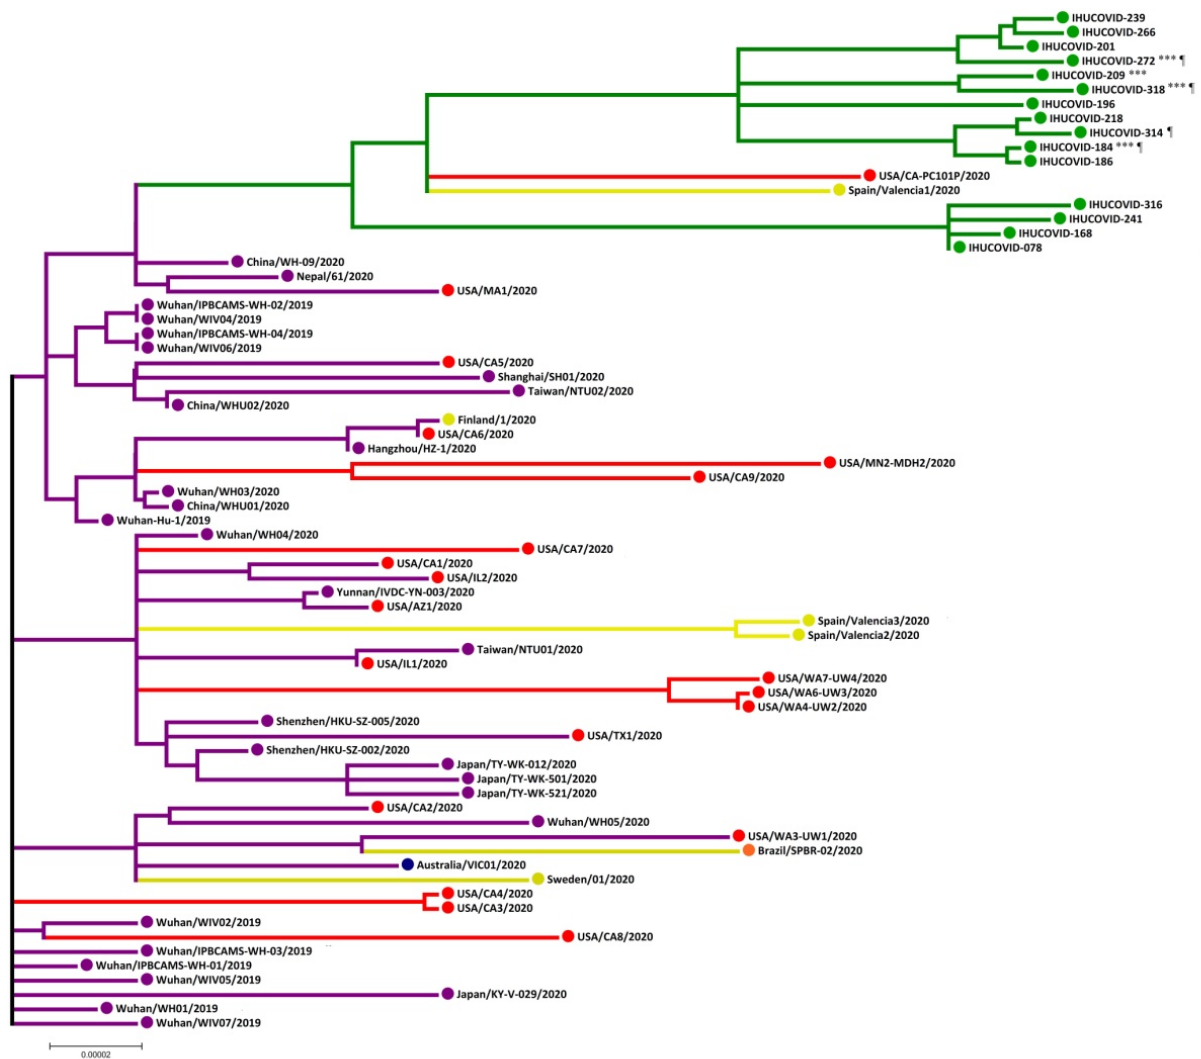 IHUCOVID-239
IHUCOVID-266
IHUCOVID-201
IHUCOVID-272 *** ¶
IHUCOVID-209 ***
IHUCOVID-318 *** ¶
IHUCOVID-196
IHUCOVID-218
IHUCOVID-314 ¶
IHUCOVID-184 *** ¶
IHUCOVID-186
USA/CA-PC101P/2020
Spain/Valencia1/2020
IHUCOVID-316
IHUCOVID-241
IHUCOVID-168
IHUCOVID-078
China/WH-09/2020
Nepal/61/2020
USA/MA1/2020
Wuhan/IPBCAMS-WH-02/2019
Wuhan/WIV04/2019
Wuhan/IPBCAMS-WH-04/2019
Wuhan/WIV06/2019
USA/CA5/2020
Shanghai/SH01/2020
Taiwan/NTU02/2020
China/WHU02/2020
Finland/1/2020
USA/CA6/2020
Hangzhou/HZ-1/2020
USA/MN2-MDH2/2020
USA/CA9/2020
Wuhan/WH03/2020
China/WHU01/2020
Wuhan-Hu-1/2019
Wuhan/WH04/2020
USA/CA7/2020
USA/CA1/2020
USA/IL2/2020
Yunnan/IVDC-YN-003/2020
USA/AZ1/2020
Spain/Valencia3/2020
Spain/Valencia2/2020
Taiwan/NTU01/2020
USA/IL1/2020
USA/WA7-UW4/2020
USA/WA6-UW3/2020
USA/WA4-UW2/2020
Shenzhen/HKU-SZ-005/2020
USA/TX1/2020
Shenzhen/HKU-SZ-002/2020
Japan/TY-WK-012/2020
Japan/TY-WK-501/2020
Japan/TY-WK-521/2020
USA/CA2/2020
Wuhan/WH05/2020
USA/WA3-UW1/2020
Brazil/SPBR-02/2020
Australia/VIC01/2020
Sweden/01/2020
USA/CA4/2020
USA/CA3/2020
Wuhan/WIV02/2019
USA/CA8/2020
Wuhan/IPBCAMS-WH-03/2019
Wuhan/IPBCAMS-WH-01/2019
Wuhan/WIV05/2019
Japan/KY-V-029/2020
Wuhan/WH01/2019
Wuhan/WIV07/2019
0.00002